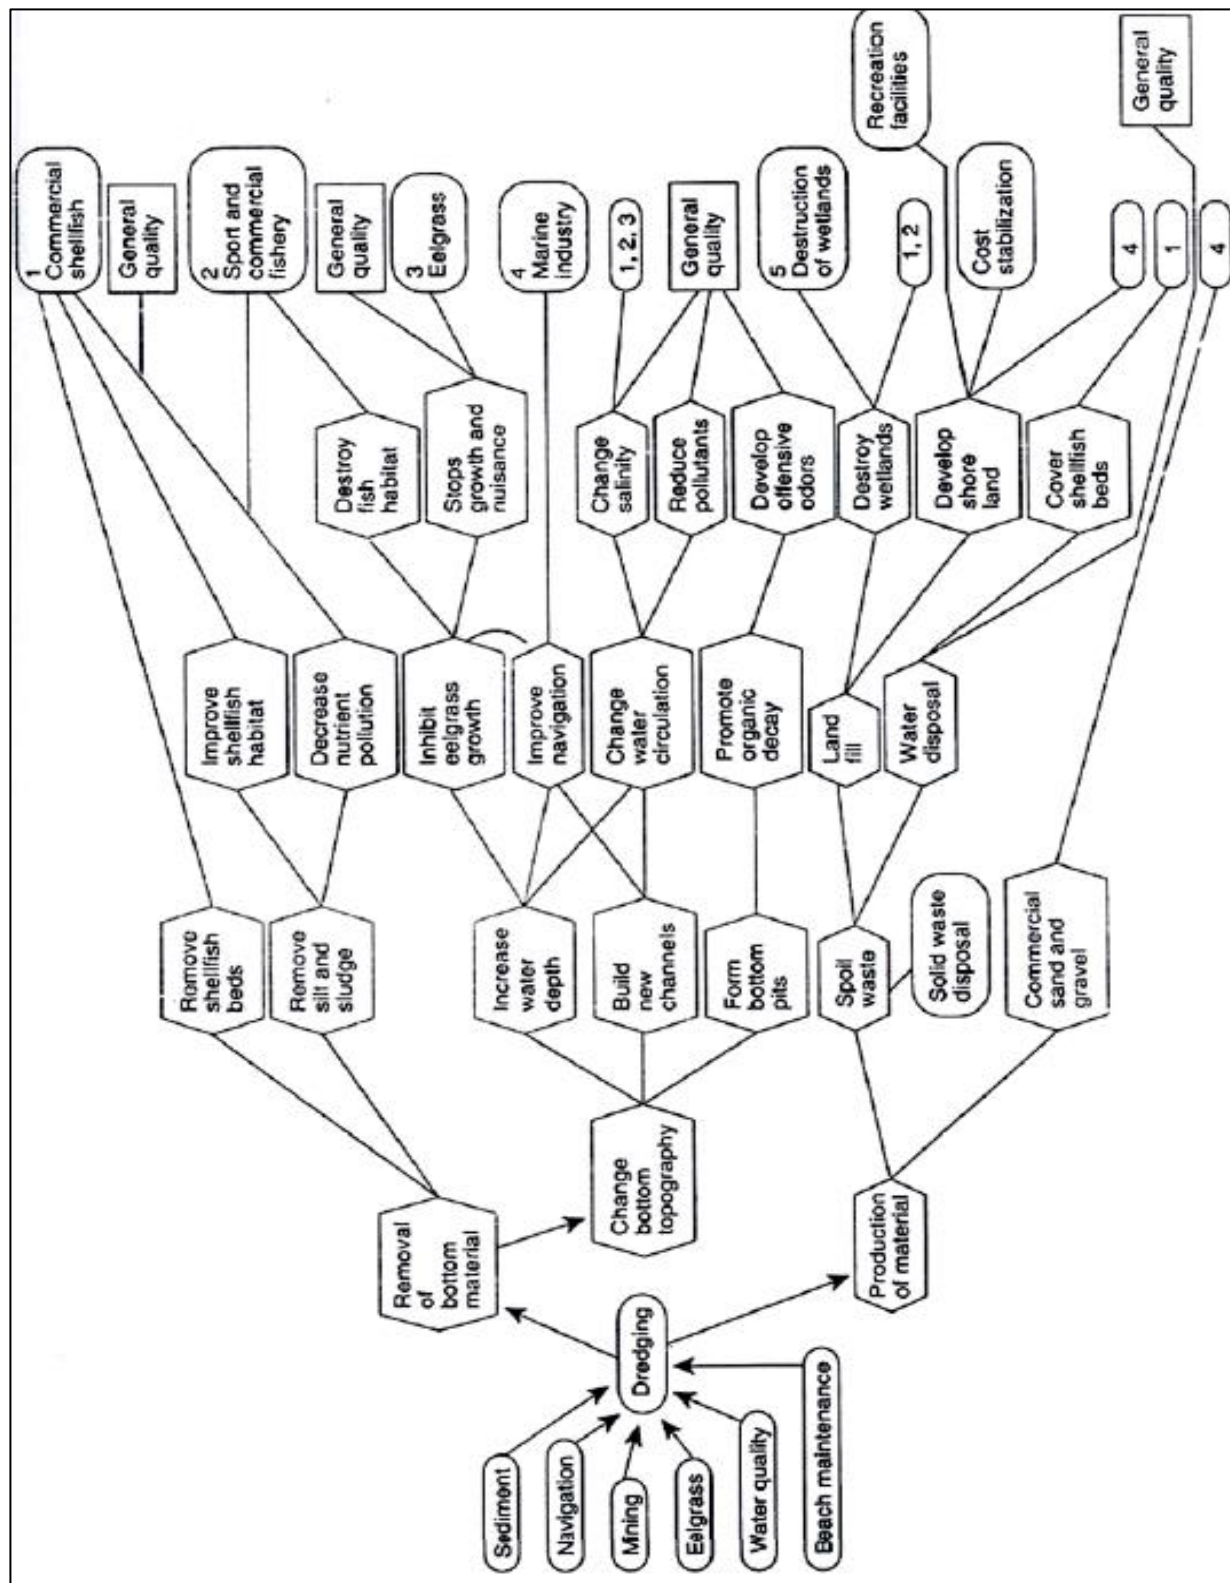 Sediment
Navigation
Mining
Eelgrass
Water quality
Beach maintenance
Dredging
Removal
of
bottom
material
Change
bottom
topography
Production
of material
Remove
shellfish
beds
Remove
silt and
sludge
Increase
water
depth
Build
new
channels
Form
bottom
pits
Spoil
waste
Solid waste
disposal
Commercial
sand and
gravel
Improve
shellfish
habitat
Decrease
nutrient
pollution
Inhibit
eelgrass
growth
Improve
navigation
Change
water
circulation
Promote
organic
decay
Land
fill
Water
disposal
Destroy
fish
habitat
Stops
growth and
nuisance
Change
salinity
Reduce
pollutants
Develop
offensive
odors
Destroy
wetlands
Develop
shore
land
Cover
shellfish
beds
1
Commercial
shellfish
General
quality
2
Sport and
commercial
fishery
General
quality
3
Eelgrass
4
Marine
industry
1, 2, 3
General
quality
5
Destruction
of wetlands
1, 2
Recreation
facilities
Cost
stabilization
4
1
4
General
quality